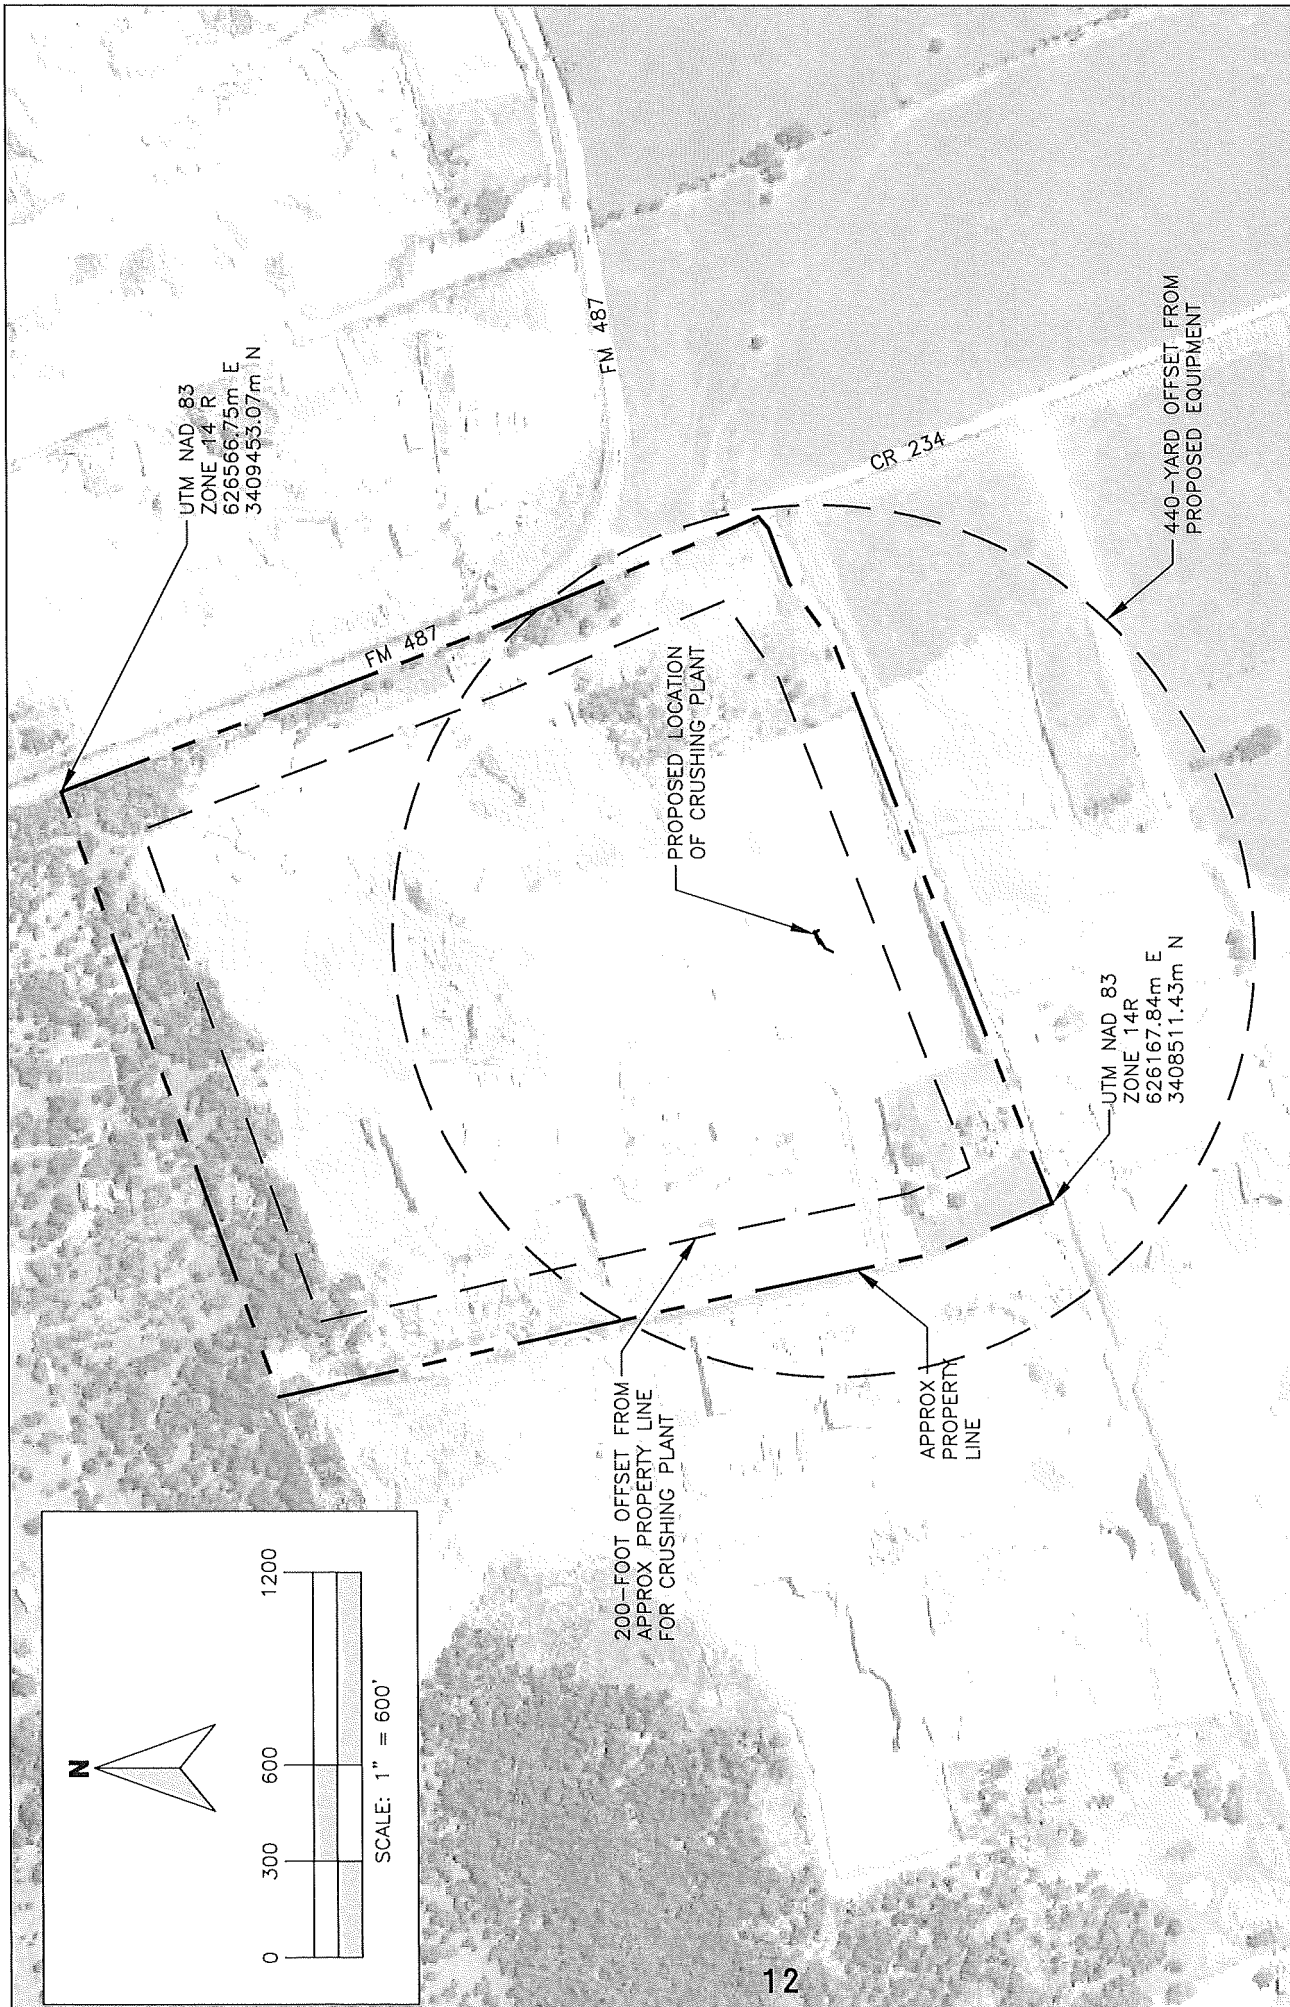 N
0 300 600 1200
SCALE: 1" = 600'
UTM NAD 83
ZONE 14 R
626566.75m E
3409453.07m N
FM 487
FM 487
CR 234
PROPOSED LOCATION
OF CRUSHING PLANT
440-YARD OFFSET FROM
PROPOSED EQUIPMENT
200-FOOT OFFSET FROM
APPROX PROPERTY LINE
FOR CRUSHING PLANT
APPROX
PROPERTY
LINE
UTM NAD 83
ZONE 14R
626167.84m E
3408511.43m N
12